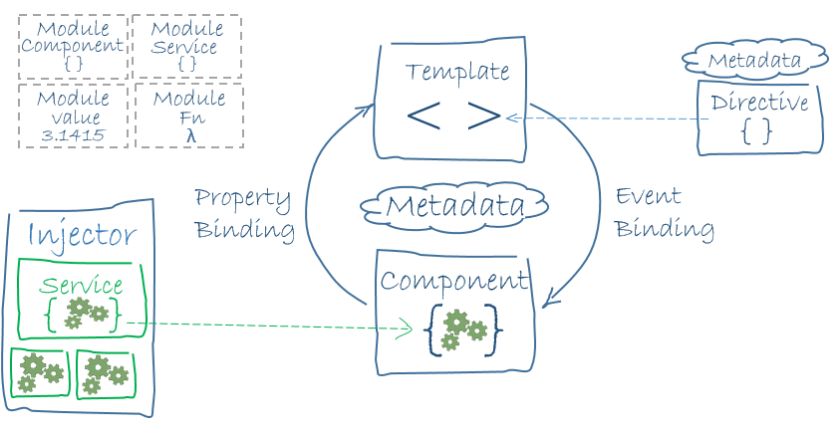 Module
Component
{ }
Module
Service
{ }
Module
value
3.1415
Module
Fn
λ
Template
< >
Metadata
Directive
{ }
Property
Binding
Metadata
Event
Binding
Injector
Service
{ }
Component
{ }